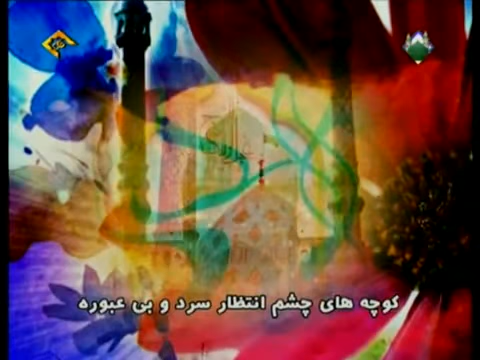 کوچه های چشم انتظار سرد و بی عبوره